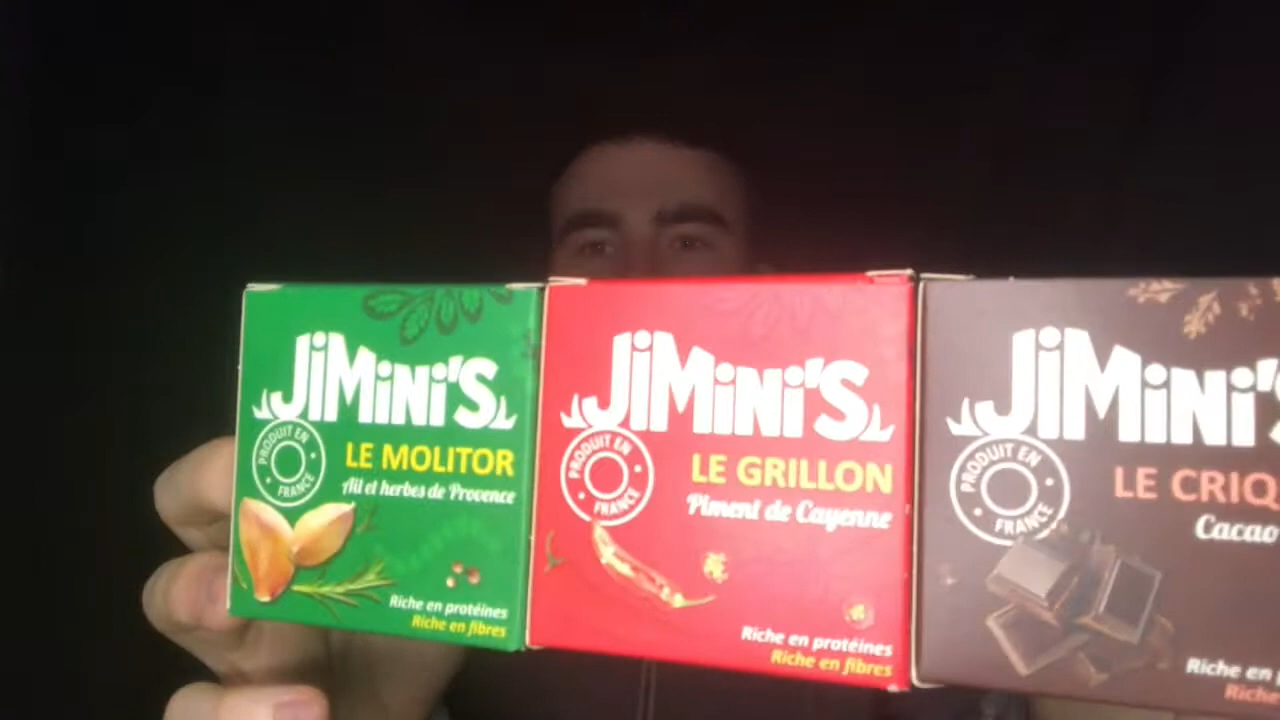 JiMiNi'S
PRODUIT EN FRANCE
LE MOLITOR
Ail et herbes de Provence
Riche en protéines
Riche en fibres
JiMiNi'S
PRODUIT EN FRANCE
LE GRILLON
Piment de Cayenne
Riche en protéines
Riche en fibres
JiMiNi'S
PRODUIT EN FRANCE
LE CRIQ
Cacao
Riche en
Riche